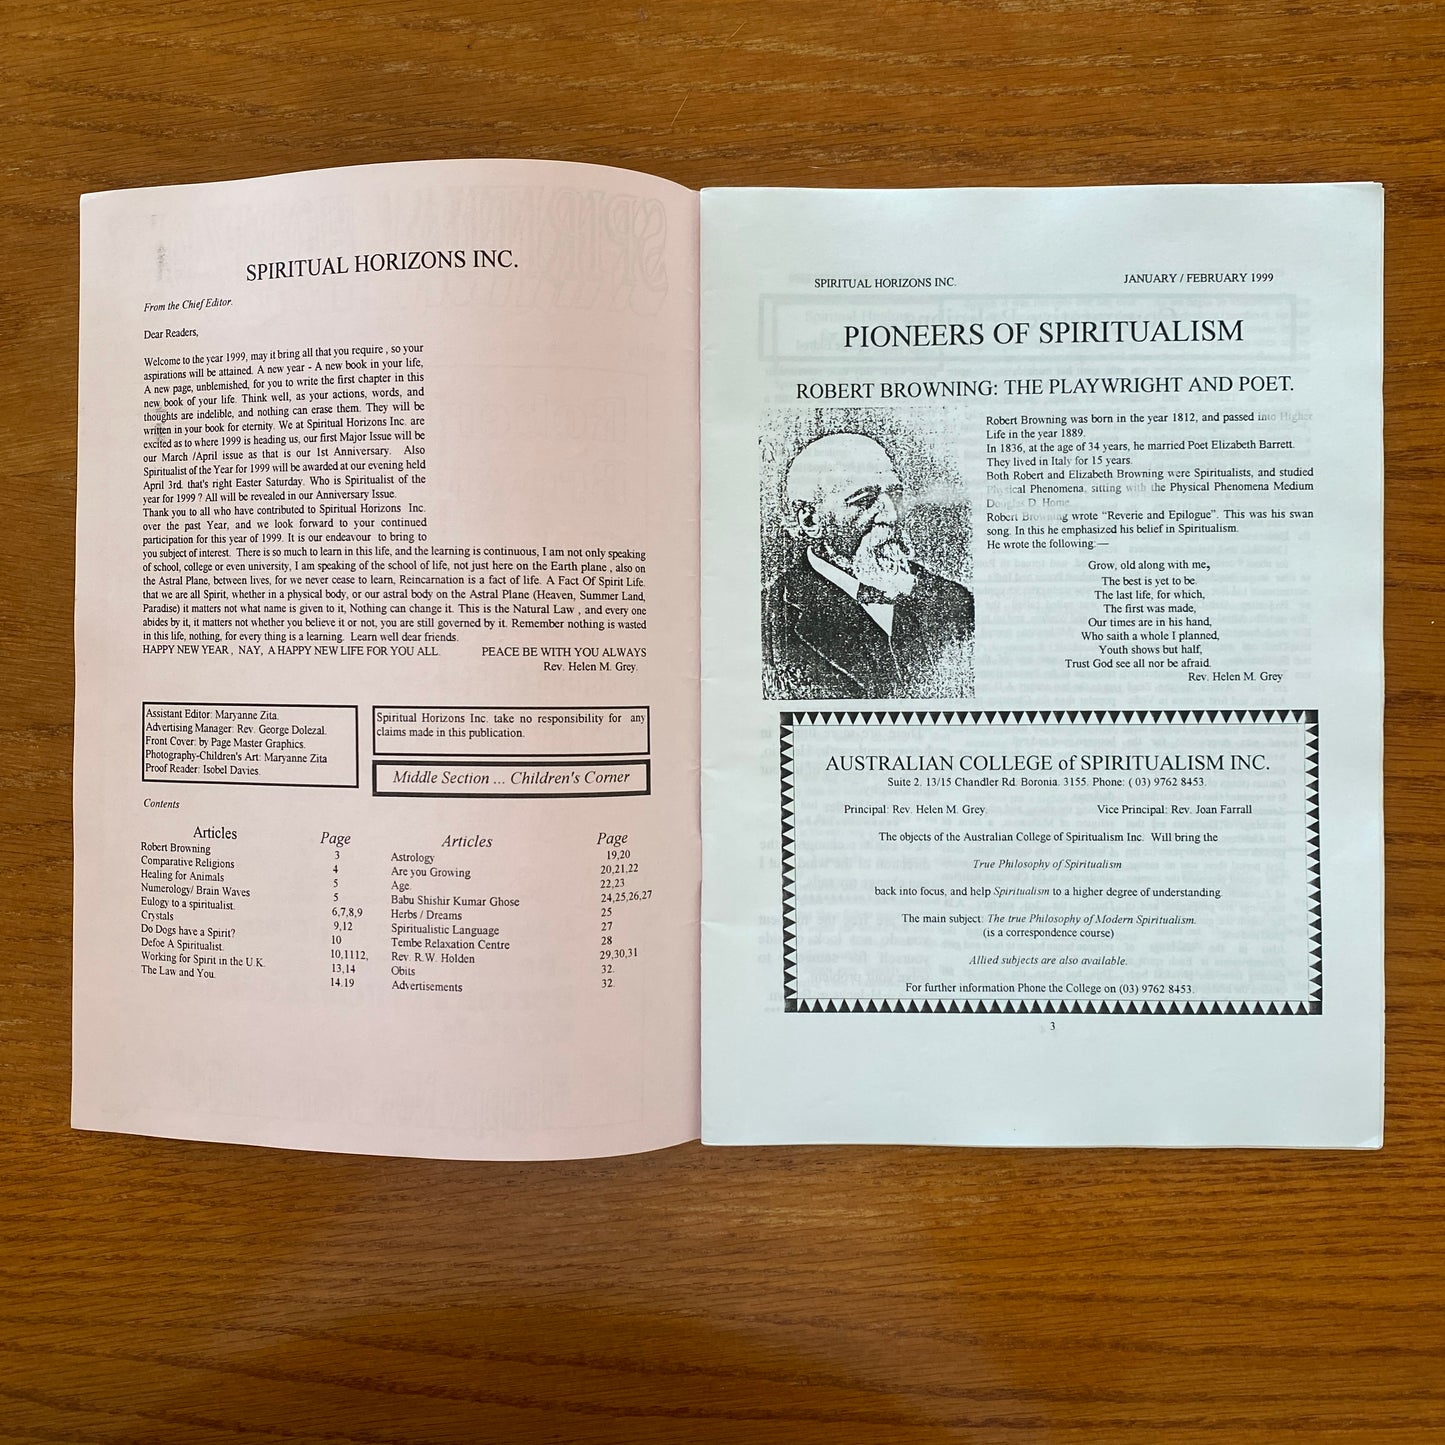 SPIRITUAL HORIZONS INC.
From the Chief Editor.
Dear Readers,
Welcome to the year 1999, may it bring all that you require , so your
aspirations will be attained. A new year - A new book in your life,
A new page, unblemished, for you to write the first chapter in this
new book of your life. Think well, as your actions, words, and
thoughts are indelible, and nothing can erase them. They will be
written in your book for eternity. We at Spiritual Horizons Inc. are
excited as to where 1999 is heading us, our first Major Issue will be
our March /April issue as that is our 1st Anniversary. Also
Spiritualist of the Year for 1999 will be awarded at our evening held
April 3rd. that's right Easter Saturday. Who is Spiritualist of the
year for 1999 ? All will be revealed in our Anniversary Issue.
Thank you to all who have contributed to Spiritual Horizons Inc.
over the past Year, and we look forward to your continued
participation for this year of 1999. It is our endeavour to bring to
you subject of interest. There is so much to learn in this life, and the learning is continuous, I am not only speaking
of school, college or even university, I am speaking of the school of life, not just here on the Earth plane , also on
the Astral Plane, between lives, for we never cease to learn, Reincarnation is a fact of life. A Fact Of Spirit Life.
that we are all Spirit, whether in a physical body, or our astral body on the Astral Plane (Heaven, Summer Land,
Paradise) it matters not what name is given to it, Nothing can change it. This is the Natural Law , and every one
abides by it, it matters not whether you believe it or not, you are still governed by it. Remember nothing is wasted
in this life, nothing, for every thing is a learning. Learn well dear friends.
HAPPY NEW YEAR , NAY, A HAPPY NEW LIFE FOR YOU ALL. PEACE BE WITH YOU ALWAYS
Rev. Helen M. Grey.
Assistant Editor: Maryanne Zita.
Advertising Manager: Rev. George Dolezal.
Front Cover: by Page Master Graphics.
Photography-Children's Art: Maryanne Zita
Proof Reader: Isobel Davies.
Spiritual Horizons Inc. take no responsibility for any
claims made in this publication.
Middle Section ... Children's Corner
Contents
Articles Page
Robert Browning 3
Comparative Religions 4
Healing for Animals 5
Numerology/ Brain Waves 5
Eulogy to a spiritualist. 6,7,8,9
Crystals 9,12
Do Dogs have a Spirit? 10
Defoe A Spiritualist. 10,1112,
Working for Spirit in the U.K. 13,14
The Law and You. 14.19
Articles Page
Astrology 19,20
Are you Growing 20,21,22
Age. 22,23
Babu Shishir Kumar Ghose 24,25,26,27
Herbs / Dreams 25
Spiritualistic Language 27
Tembe Relaxation Centre 28
Rev. R.W. Holden 29,30,31
Obits 32.
Advertisements 32.
SPIRITUAL HORIZONS INC. JANUARY / FEBRUARY 1999
PIONEERS OF SPIRITUALISM
ROBERT BROWNING: THE PLAYWRIGHT AND POET.
Robert Browning was born in the year 1812, and passed into Higher
Life in the year 1889.
In 1836, at the age of 34 years, he married Poet Elizabeth Barrett.
They lived in Italy for 15 years.
Both Robert and Elizabeth Browning were Spiritualists, and studied
Physical Phenomena, sitting with the Physical Phenomena Medium
Douglas D. Home.
Robert Browning wrote “Reverie and Epilogue”. This was his swan
song. In this he emphasized his belief in Spiritualism.
He wrote the following:—
Grow, old along with me,
The best is yet to be.
The last life, for which,
The first was made,
Our times are in his hand,
Who saith a whole I planned,
Youth shows but half,
Trust God see all nor be afraid.
Rev. Helen M. Grey
AUSTRALIAN COLLEGE of SPIRITUALISM INC.
Suite 2. 13/15 Chandler Rd. Boronia. 3155. Phone: ( 03) 9762 8453.
Principal: Rev. Helen M. Grey. Vice Principal: Rev. Joan Farrall
The objects of the Australian College of Spiritualism Inc. Will bring the
True Philosophy of Spiritualism
back into focus, and help Spiritualism to a higher degree of understanding.
The main subject: The true Philosophy of Modern Spiritualism.
(is a correspondence course)
Allied subjects are also available.
For further information Phone the College on (03) 9762 8453.
3